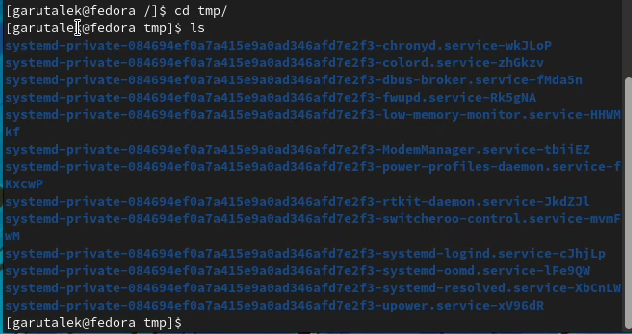 [garutalek@fedora /]$ cd tmp/
[garutalek@fedora tmp]$ ls
systemd-private-084694ef0a7a415e9a0ad346afd7e2f3-chronyd.service-wkJLoP
systemd-private-084694ef0a7a415e9a0ad346afd7e2f3-colord.service-zhGkzv
systemd-private-084694ef0a7a415e9a0ad346afd7e2f3-dbus-broker.service-fMda5n
systemd-private-084694ef0a7a415e9a0ad346afd7e2f3-fwupd.service-Rk5gNA
systemd-private-084694ef0a7a415e9a0ad346afd7e2f3-low-memory-monitor.service-HHWM
kf
systemd-private-084694ef0a7a415e9a0ad346afd7e2f3-ModemManager.service-tbiiEZ
systemd-private-084694ef0a7a415e9a0ad346afd7e2f3-power-profiles-daemon.service-f
KxcwP
systemd-private-084694ef0a7a415e9a0ad346afd7e2f3-rtkit-daemon.service-JkdZJl
systemd-private-084694ef0a7a415e9a0ad346afd7e2f3-switcheroo-control.service-mvmF
wM
systemd-private-084694ef0a7a415e9a0ad346afd7e2f3-systemd-logind.service-cJhjLp
systemd-private-084694ef0a7a415e9a0ad346afd7e2f3-systemd-oomd.service-lFe9QW
systemd-private-084694ef0a7a415e9a0ad346afd7e2f3-systemd-resolved.service-XbCnLW
systemd-private-084694ef0a7a415e9a0ad346afd7e2f3-upower.service-xV96dR
[garutalek@fedora tmp]$